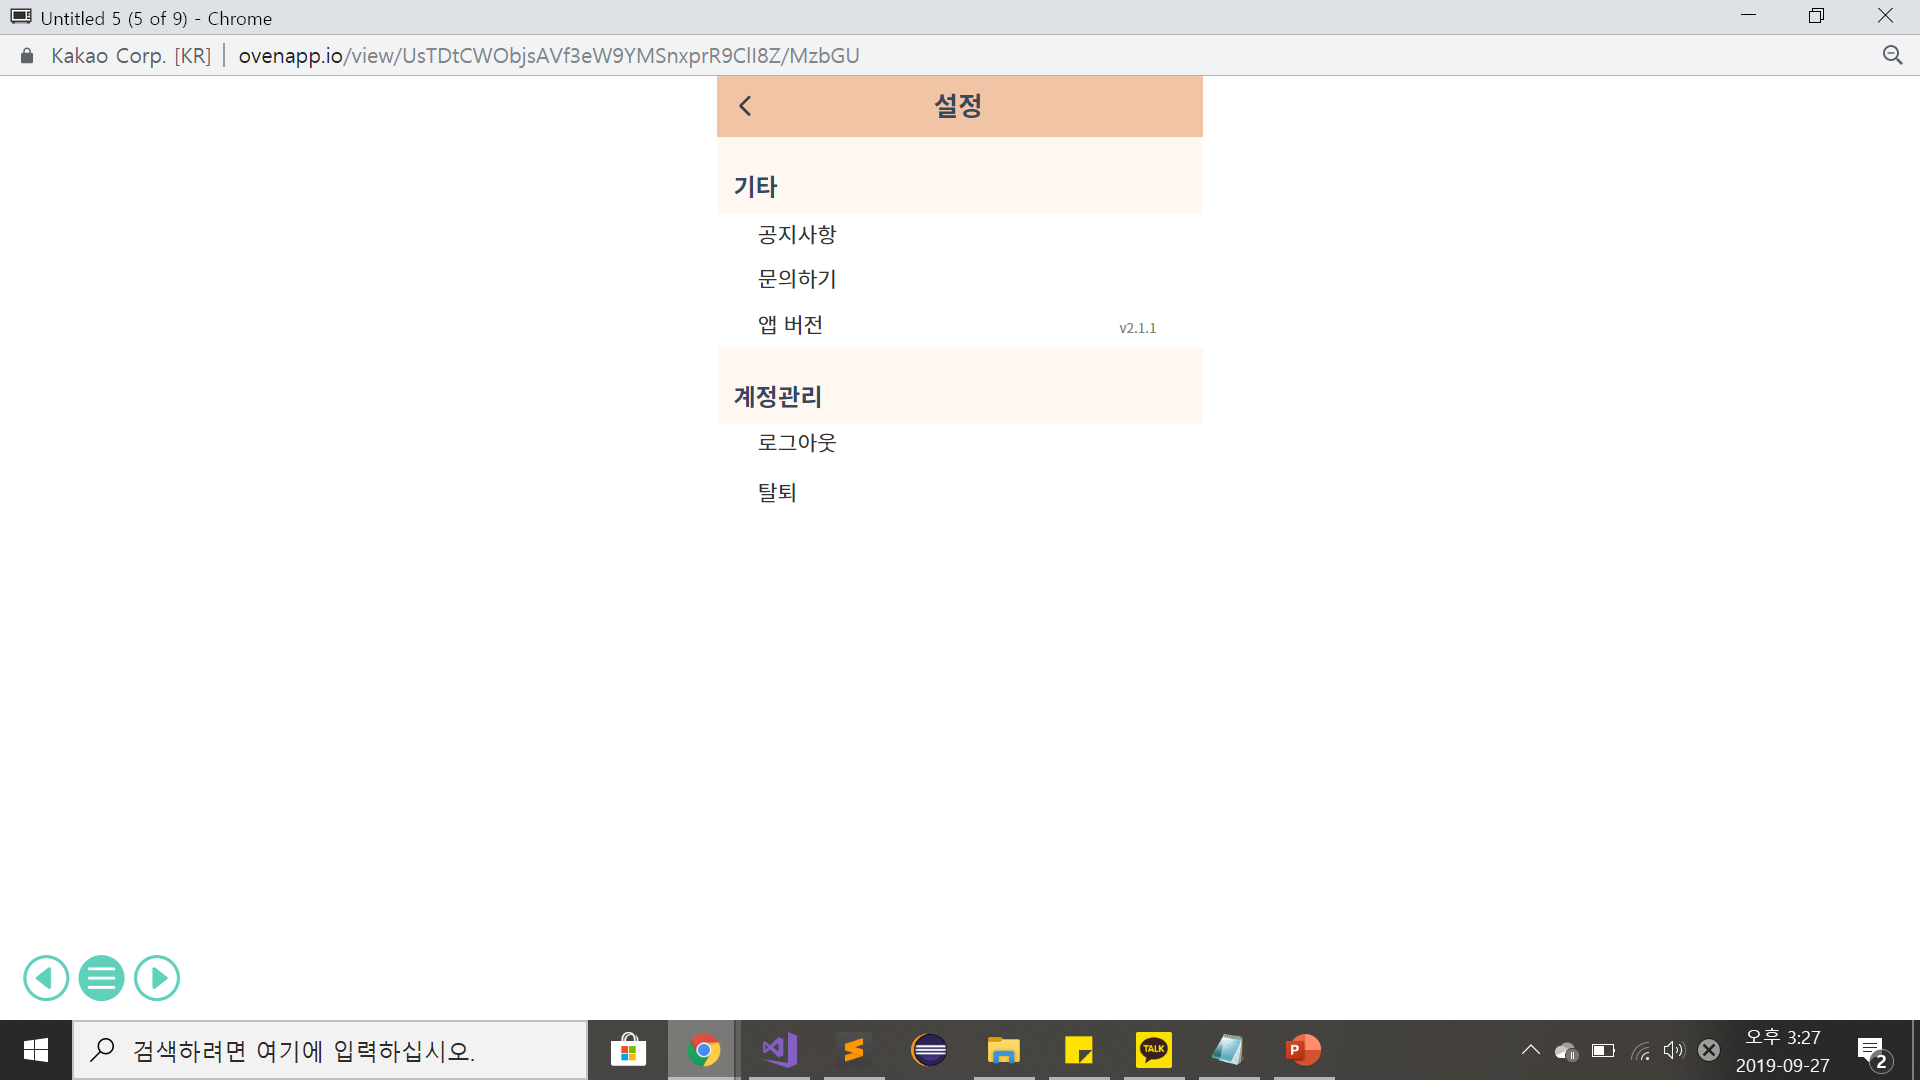 Untitled 5 (5 of 9) - Chrome
Kakao Corp. [KR] ovenapp.io/view/UsTDtCWObjsAVf3eW9YMSnxprR9ClI8Z/MzbGU
설정
기타
공지사항
문의하기
앱 버전 v2.1.1
계정관리
로그아웃
탈퇴
검색하려면 여기에 입력하십시오.
TALK
P
오후 3:27
2019-09-27
2